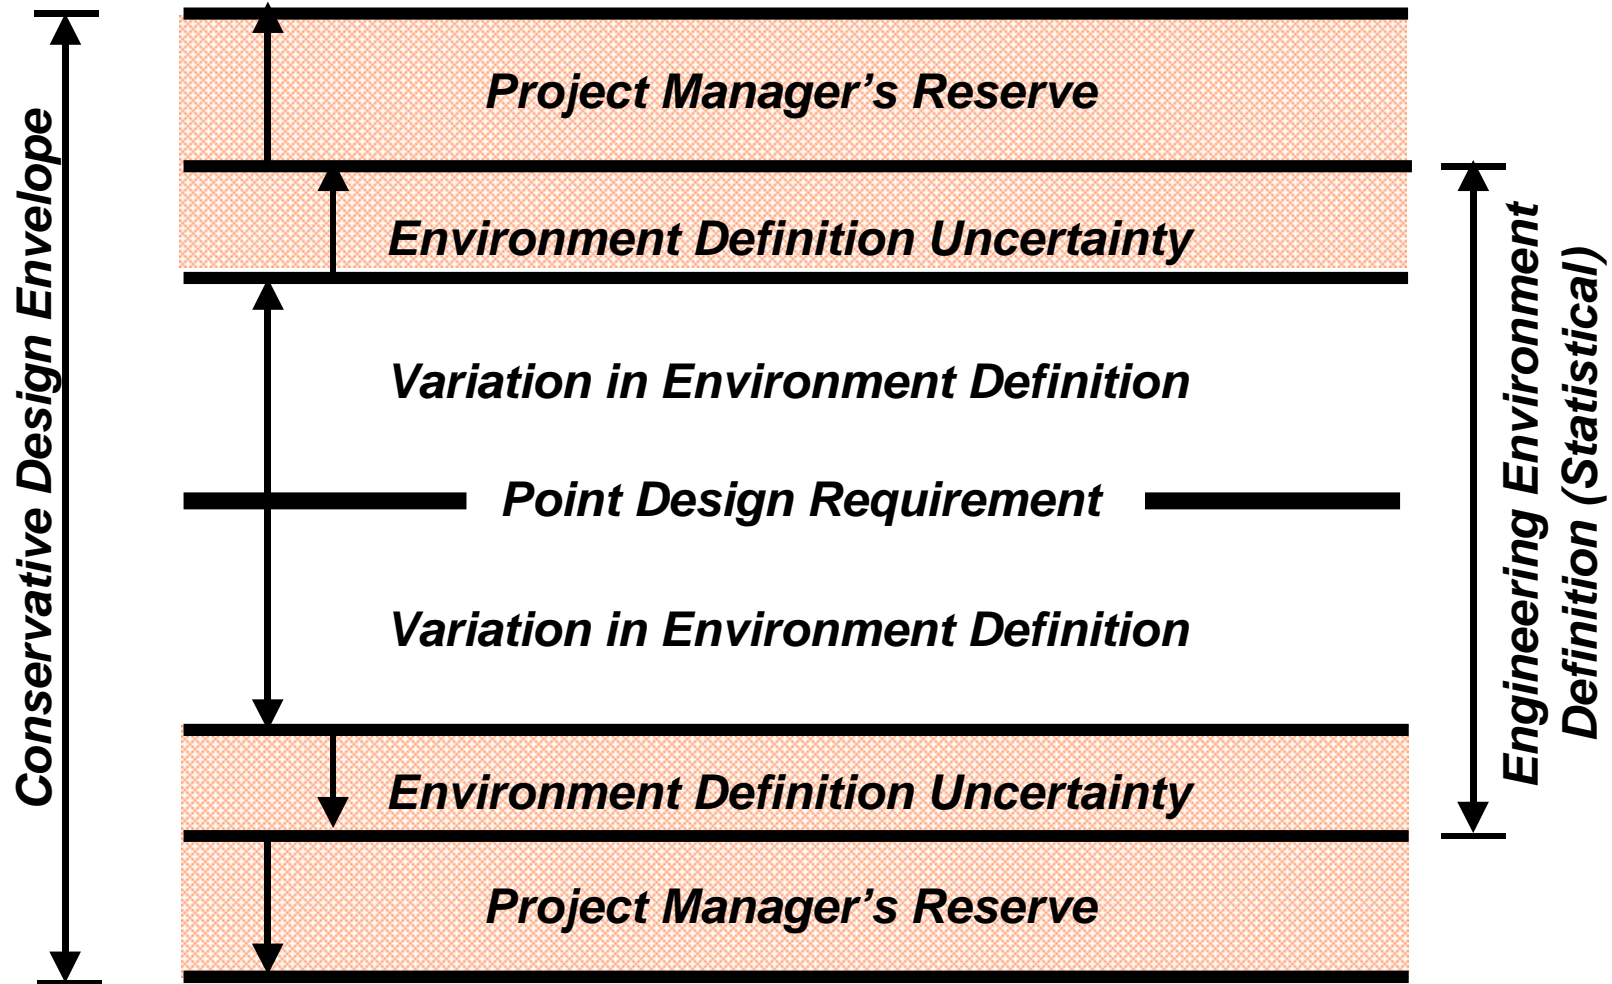 Conservative Design Envelope
Project Manager’s Reserve
Environment Definition Uncertainty
Variation in Environment Definition
Point Design Requirement
Variation in Environment Definition
Environment Definition Uncertainty
Project Manager’s Reserve
Engineering Environment
Definition (Statistical)